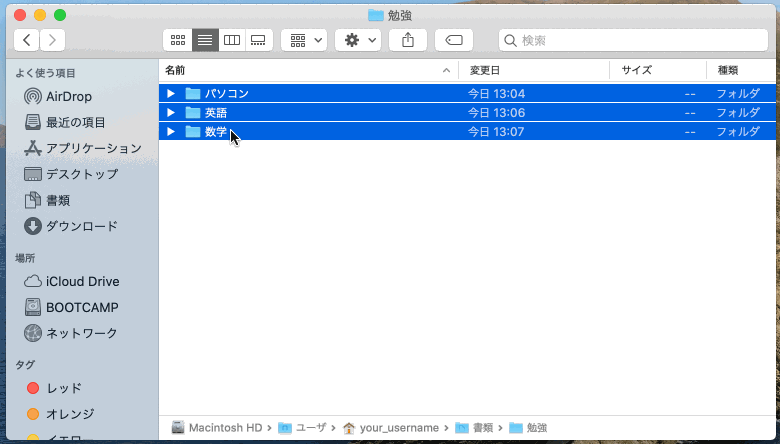 勉強
検索
よく使う項目
AirDrop
最近の項目
アプリケーション
デスクトップ
書類
ダウンロード
場所
iCloud Drive
BOOTCAMP
ネットワーク
タグ
レッド
オレンジ
イエロー
名前 変更日 サイズ 種類
パソコン 今日 13:04 -- フォルダ
英語 今日 13:06 -- フォルダ
数学 今日 13:07 -- フォルダ
Macintosh HD › ユーザ › your_username › 書類 › 勉強